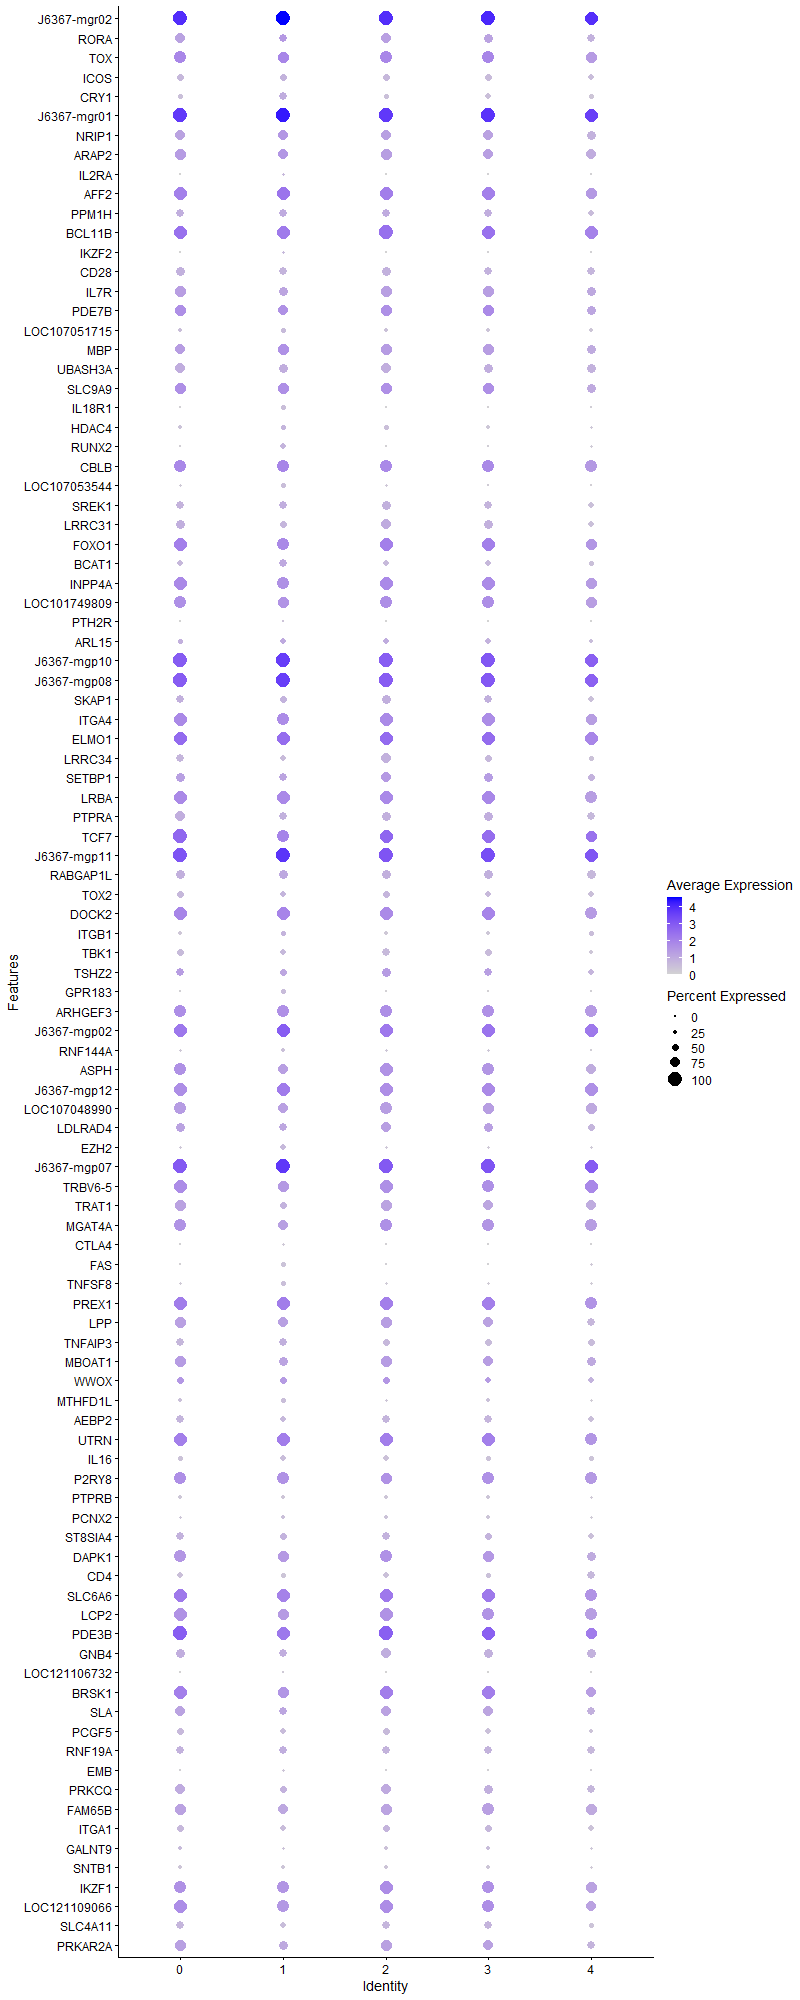 J6367-mgr02
RORA
TOX
ICOS
CRY1
J6367-mgr01
NRIP1
ARAP2
IL2RA
AFF2
PPM1H
BCL11B
IKZF2
CD28
IL7R
PDE7B
LOC107051715
MBP
UBASH3A
SLC9A9
IL18R1
HDAC4
RUNX2
CBLB
LOC107053544
SREK1
LRRC31
FOXO1
BCAT1
INPP4A
LOC101749809
PTH2R
ARL15
J6367-mgp10
J6367-mgp08
SKAP1
ITGA4
ELMO1
LRRC34
SETBP1
LRBA
PTPRA
TCF7
J6367-mgp11
RABGAP1L
TOX2
DOCK2
ITGB1
TBK1
TSHZ2
GPR183
ARHGEF3
J6367-mgp02
RNF144A
ASPH
J6367-mgp12
LOC107048990
LDLRAD4
EZH2
J6367-mgp07
TRBV6-5
TRAT1
MGAT4A
CTLA4
FAS
TNFSF8
PREX1
LPP
TNFAIP3
MBOAT1
WWOX
MTHFD1L
AEBP2
UTRN
IL16
P2RY8
PTPRB
PCNX2
ST8SIA4
DAPK1
CD4
SLC6A6
LCP2
PDE3B
GNB4
LOC121106732
BRSK1
SLA
PCGF5
RNF19A
EMB
PRKCQ
FAM65B
ITGA1
GALNT9
SNTB1
IKZF1
LOC121109066
SLC4A11
PRKAR2A
Features
0 1 2 3 4
Identity
Average Expression
4
3
2
1
0
Percent Expressed
0
25
50
75
100